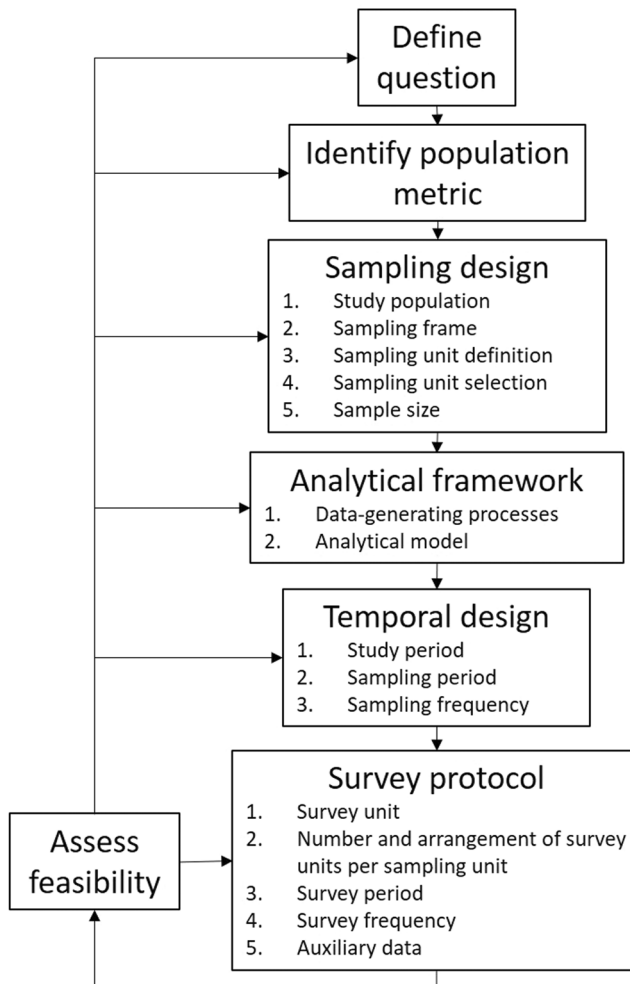 Define
question
Identify population
metric
Sampling design
1. Study population
2. Sampling frame
3. Sampling unit definition
4. Sampling unit selection
5. Sample size
Analytical framework
1. Data-generating processes
2. Analytical model
Temporal design
1. Study period
2. Sampling period
3. Sampling frequency
Survey protocol
1. Survey unit
2. Number and arrangement of survey
units per sampling unit
3. Survey period
4. Survey frequency
5. Auxiliary data
Assess
feasibility